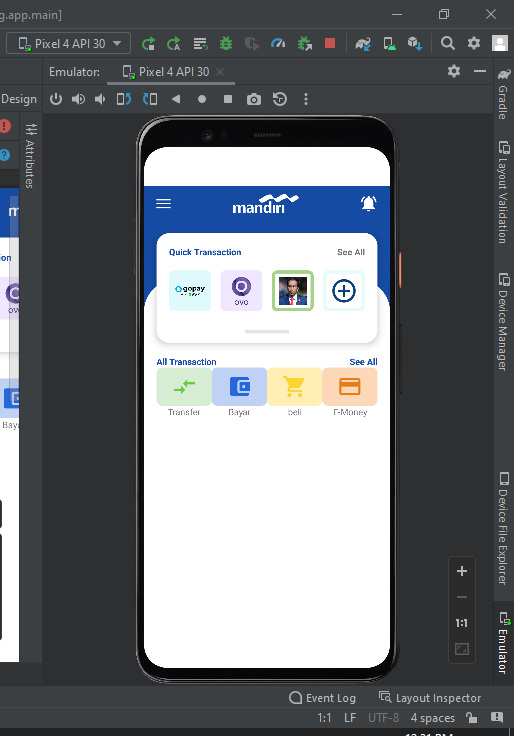 g.app.main]
Pixel 4 API 30
Emulator: Pixel 4 API 30
Design
Attributes
Gradle
Layout Validation
Device Manager
Device File Explorer
Emulator
mandiri
Quick Transaction See All
gopay
OVO
OVO
All Transaction See All
Transfer Bayar beli E-Money
Baya
1:1
Event Log Layout Inspector
1:1 LF UTF-8 4 spaces